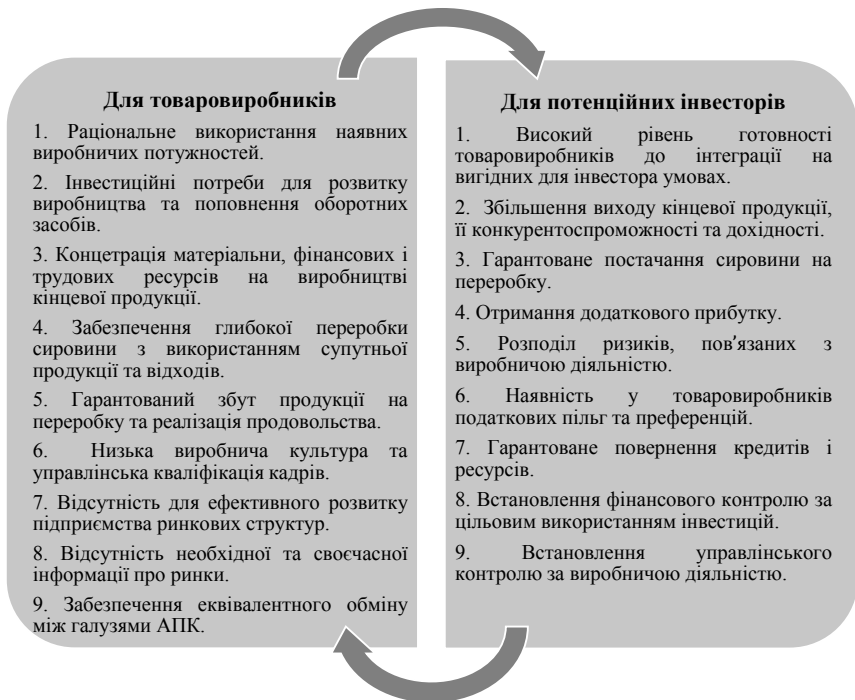 Для товаровиробників
1. Раціональне використання наявних
виробничих потужностей.
2. Інвестиційні потреби для розвитку
виробництва та поповнення оборотних
засобів.
3. Концетрація матеріальни, фінансових і
трудових ресурсів на виробництві
кінцевої продукції.
4. Забезпечення глибокої переробки
сировини з використанням супутньої
продукції та відходів.
5. Гарантований збут продукції на
переробку та реалізація продовольства.
6. Низька виробнича культура та
управлінська кваліфікація кадрів.
7. Відсутність для ефективного розвитку
підприємства ринкових структур.
8. Відсутність необхідної та своєчасної
інформації про ринки.
9. Забезпечення еквівалентного обміну
між галузями АПК.
Для потенційних інвесторів
1. Високий рівень готовності
товаровиробників до інтеграції на
вигідних для інвестора умовах.
2. Збільшення виходу кінцевої продукції,
її конкурентоспроможності та дохідності.
3. Гарантоване постачання сировини на
переробку.
4. Отримання додаткового прибутку.
5. Розподіл ризиків, пов'язаних з
виробничою діяльністю.
6. Наявність у товаровиробників
податкових пільг та преференцій.
7. Гарантоване повернення кредитів і
ресурсів.
8. Встановлення фінансового контролю за
цільовим використанням інвестицій.
9. Встановлення управлінського
контролю за виробничою діяльністю.